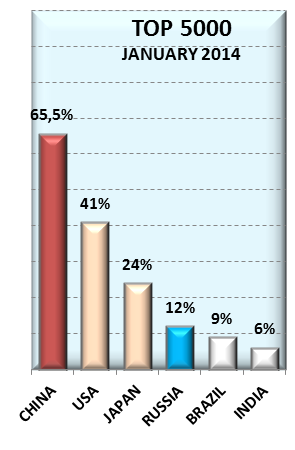 TOP 5000
JANUARY 2014
65,5%
41%
24%
12%
9%
6%
CHINA
USA
JAPAN
RUSSIA
BRAZIL
INDIA